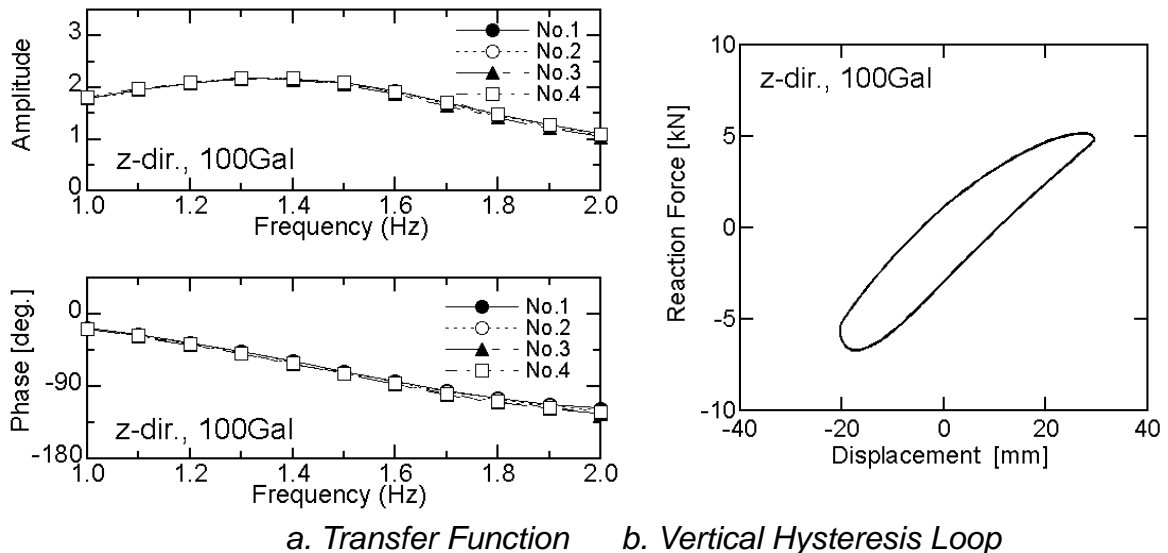 Amplitude
3
2
1
0
No.1
No.2
No.3
No.4
z-dir., 100Gal
1.0 1.2 1.4 1.6 1.8 2.0
Frequency (Hz)
Phase [deg.]
0
-90
-180
No.1
No.2
No.3
No.4
z-dir., 100Gal
1.0 1.2 1.4 1.6 1.8 2.0
Frequency (Hz)
Reaction Force [kN]
10
5
0
-5
-10
z-dir., 100Gal
-40 -20 0 20 40
Displacement [mm]
a. Transfer Function b. Vertical Hysteresis Loop